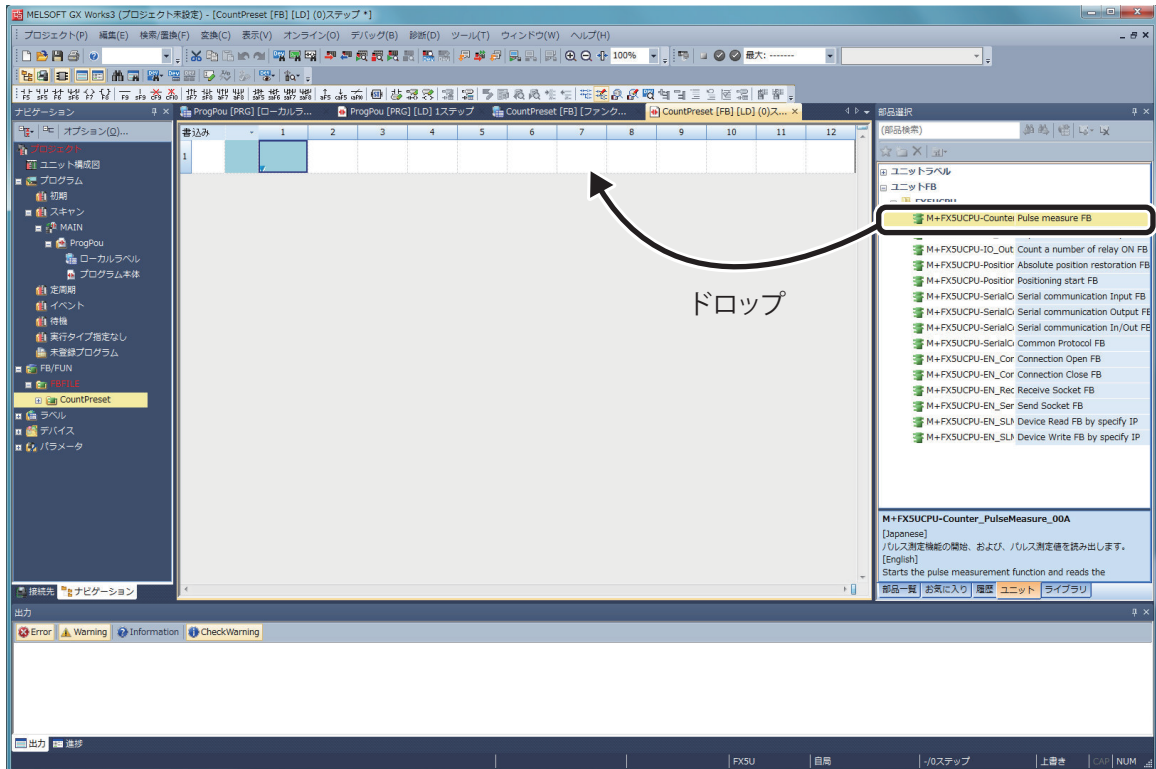 MELSOFT GX Works3 (プロジェクト未設定) - [CountPreset [FB] [LD] (0)ステップ *]
プロジェクト(P) 編集(E) 検索/置換(F) 変換(C) 表示(V) オンライン(O) デバッグ(B) 診断(D) ツール(T) ウィンドウ(W) ヘルプ(H)
100% 最大: -------
ナビゲーション
ProgPou [PRG] [ローカルラ... ProgPou [PRG] [LD] 1ステップ CountPreset [FB] [ファンク... CountPreset [FB] [LD] (0)ス...
部品選択
オプション(O)...
書込み 1 2 3 4 5 6 7 8 9 10 11 12
1
(部品検索)
プロジェクト
ユニット構成図
プログラム
初期
スキャン
MAIN
ProgPou
ローカルラベル
プログラム本体
定周期
イベント
待機
実行タイプ指定なし
未登録プログラム
FB/FUN
FBFILE
CountPreset
ラベル
デバイス
パラメータ
ドロップ
ユニットラベル
ユニットFB
FX5UCPU
M+FX5UCPU-Counter Pulse measure FB
M+FX5UCPU-IO_Out Count a number of relay ON FB
M+FX5UCPU-Position Absolute position restoration FB
M+FX5UCPU-Position Positioning start FB
M+FX5UCPU-SerialC Serial communication Input FB
M+FX5UCPU-SerialC Serial communication Output FB
M+FX5UCPU-SerialC Serial communication In/Out FB
M+FX5UCPU-SerialC Common Protocol FB
M+FX5UCPU-EN_Con Connection Open FB
M+FX5UCPU-EN_Con Connection Close FB
M+FX5UCPU-EN_Rec Receive Socket FB
M+FX5UCPU-EN_Sen Send Socket FB
M+FX5UCPU-EN_SLM Device Read FB by specify IP
M+FX5UCPU-EN_SLM Device Write FB by specify IP
M+FX5UCPU-Counter_PulseMeasure_00A
[Japanese]
パルス測定機能の開始、および、パルス測定値を読み出します。
[English]
Starts the pulse measurement function and reads the
接続先 ナビゲーション
部品一覧 お気に入り 履歴 ユニット ライブラリ
出力
Error Warning Information CheckWarning
出力 進捗
FX5U 自局 -/0ステップ 上書き CAP NUM